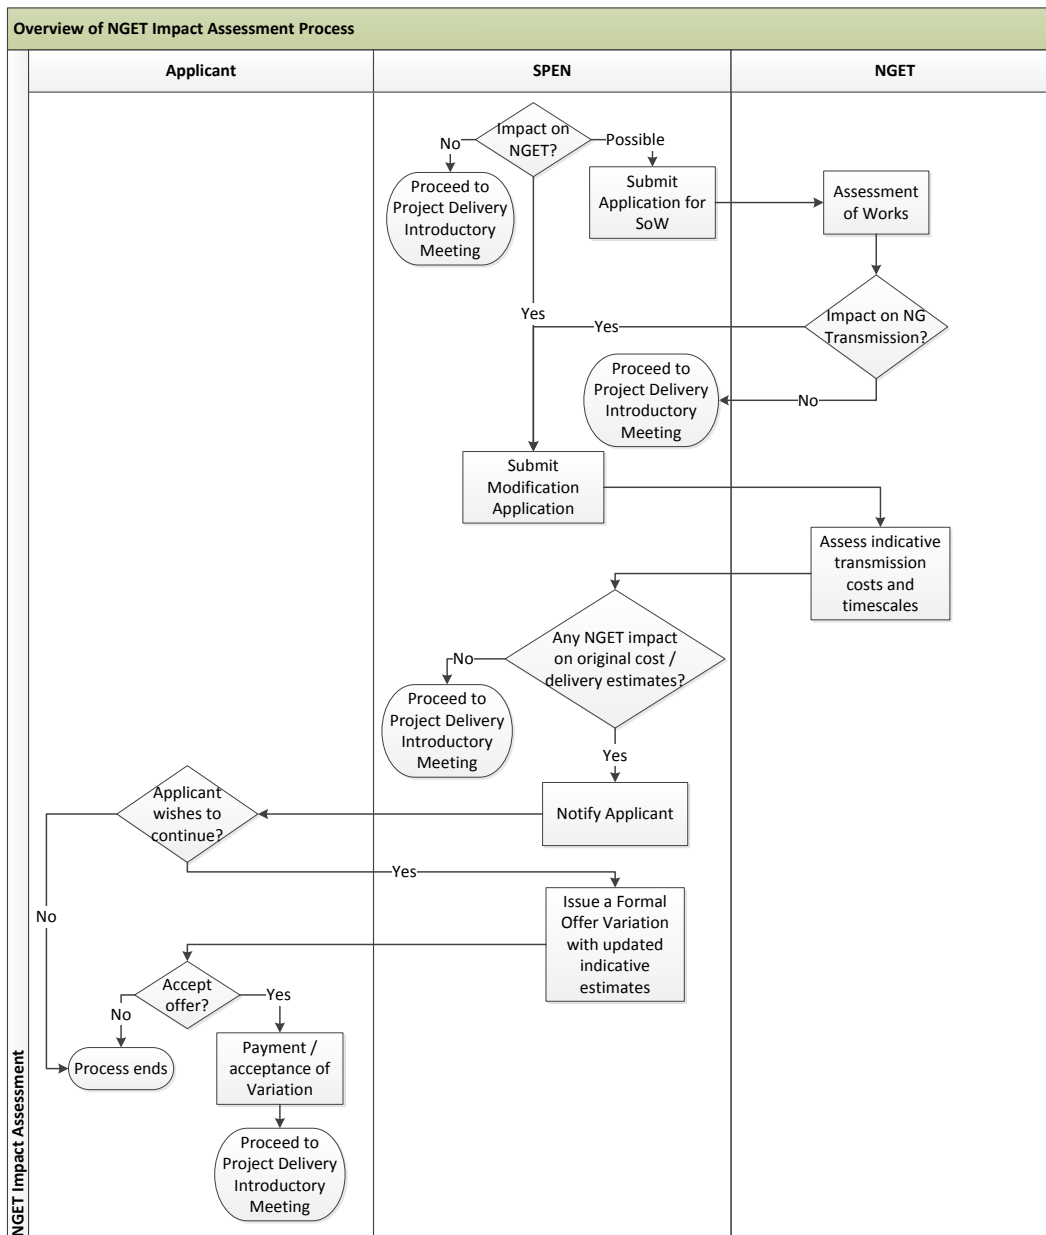 Overview of NGET Impact Assessment Process
Applicant
SPEN
NGET
Impact on
NGET?
No
Possible
Proceed to
Project Delivery
Introductory
Meeting
Submit
Application for
SoW
Assessment
of Works
Yes
Yes
Impact on NG
Transmission?
Proceed to
Project Delivery
Introductory
Meeting
No
Submit
Modification
Application
Assess indicative
transmission
costs and
timescales
Any NGET impact
on original cost /
delivery estimates?
No
Proceed to
Project Delivery
Introductory
Meeting
Yes
Applicant
wishes to
continue?
Notify Applicant
Yes
No
Issue a Formal
Offer Variation
with updated
indicative
estimates
Accept
offer?
No
Yes
Process ends
Payment /
acceptance of
Variation
Proceed to
Project Delivery
Introductory
Meeting
NGET Impact Assessment